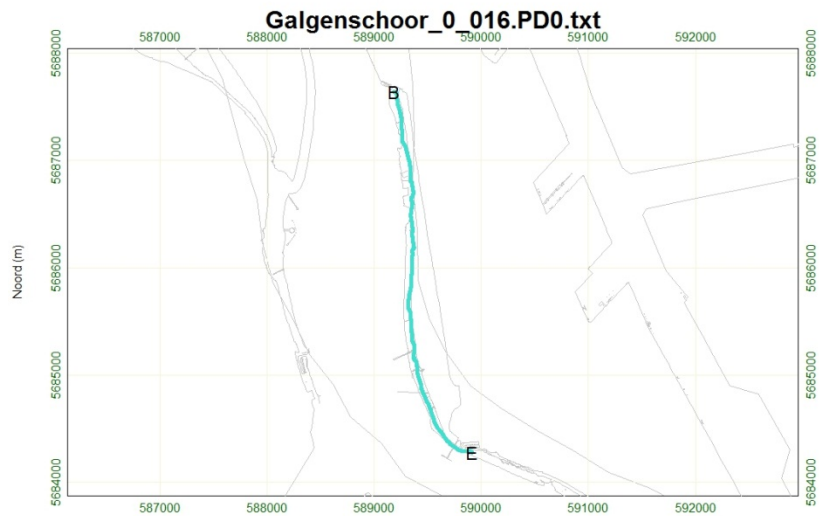 Galgenschoor_0_016.PD0.txt
587000 588000 589000 590000 591000 592000
5688000 5688000
B
5687000 5687000
Noord (m)
5686000 5686000
5685000 5685000
E
5684000 5684000
587000 588000 589000 590000 591000 592000